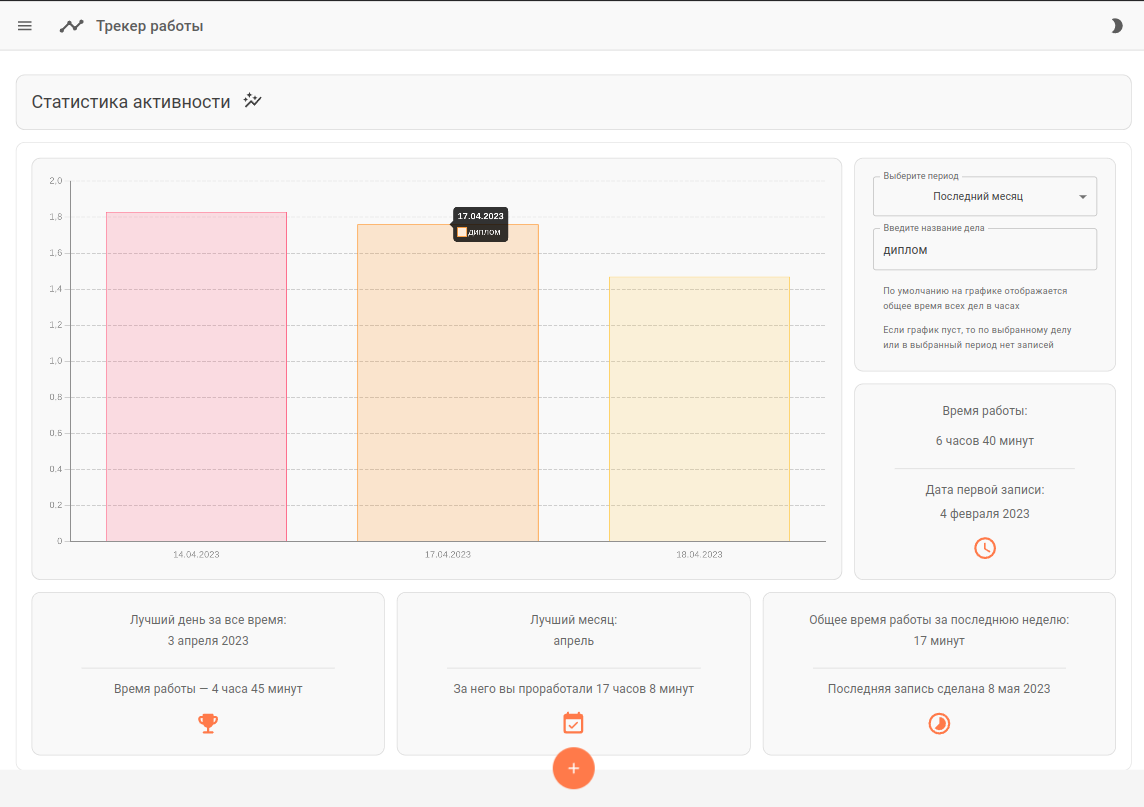 Трекер работы
Статистика активности
2,0
1,8
1,6
1,4
1,2
1,0
0,8
0,6
0,4
0,2
0
17.04.2023
диплом
14.04.2023
17.04.2023
18.04.2023
Выберите период
Последний месяц
Введите название дела
диплом
По умолчанию на графике отображается
общее время всех дел в часах
Если график пуст, то по выбранному делу
или в выбранный период нет записей
Время работы:
6 часов 40 минут
Дата первой записи:
4 февраля 2023
Лучший день за все время:
3 апреля 2023
Время работы — 4 часа 45 минут
Лучший месяц:
апрель
За него вы проработали 17 часов 8 минут
Общее время работы за последнюю неделю:
17 минут
Последняя запись сделана 8 мая 2023
+